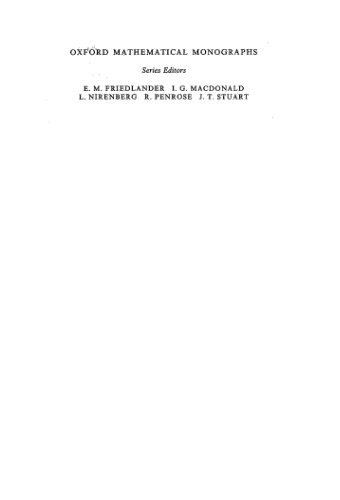 OXFORD MATHEMATICAL MONOGRAPHS
Series Editors
E. M. FRIEDLANDER I. G. MACDONALD
L. NIRENBERG R. PENROSE J. T. STUART